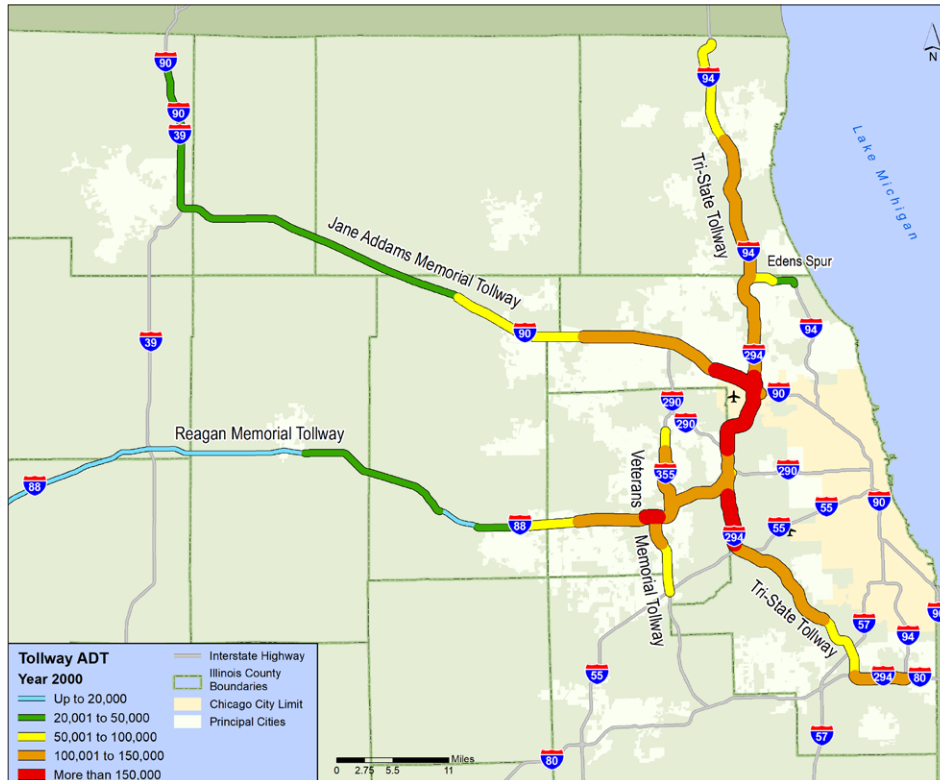 90
90
39
94
Tri-State Tollway
Lake Michigan
N
Jane Addams Memorial Tollway
94
Edens Spur
39
90
94
294
290
90
290
Reagan Memorial Tollway
Veterans
Memorial Tollway
355
290
88
88
90
55
55
294
Tri-State Tollway
57
94
90
55
294
80
57
80
Tollway ADT
Year 2000
Up to 20,000
20,001 to 50,000
50,001 to 100,000
100,001 to 150,000
More than 150,000
Interstate Highway
Illinois County
Boundaries
Chicago City Limit
Principal Cities
Miles
0 2.75 5.5 11